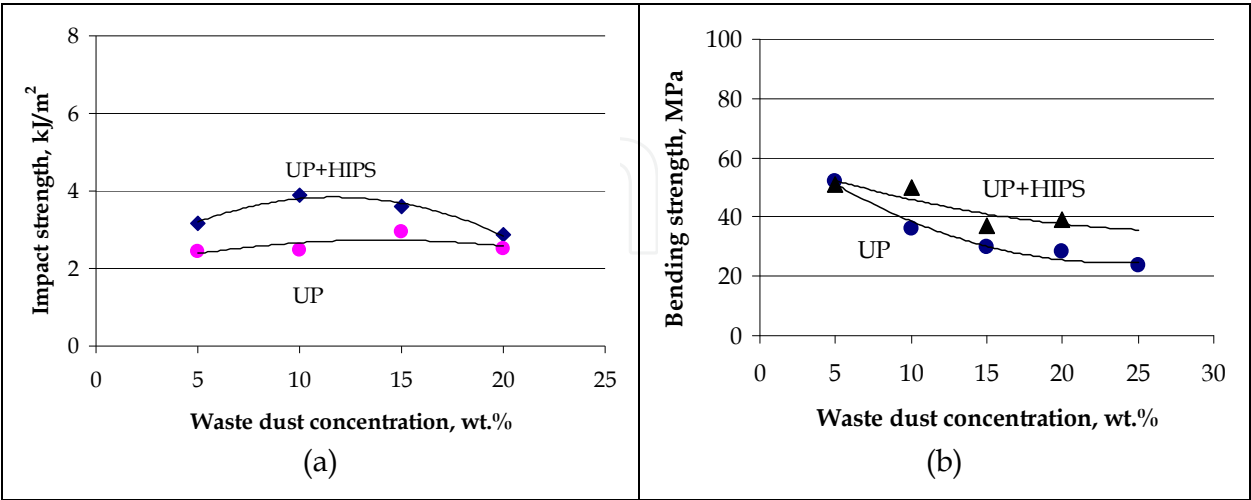 8
6
4
2
0
Impact strength, kJ/m²
UP+HIPS
UP
0 5 10 15 20 25
Waste dust concentration, wt.%
(a)
100
80
60
40
20
0
Bending strength, MPa
UP+HIPS
UP
0 5 10 15 20 25 30
Waste dust concentration, wt.%
(b)